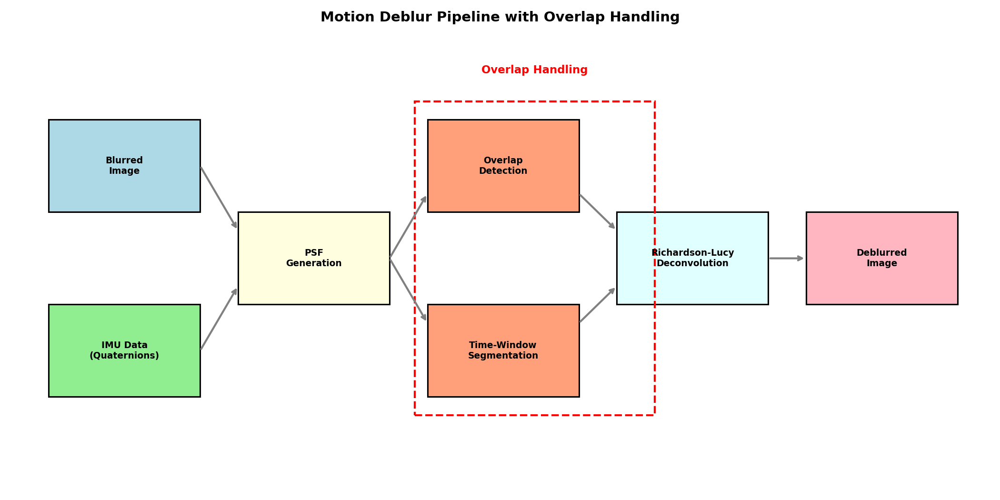 Motion Deblur Pipeline with Overlap Handling
Overlap Handling
Blurred
Image
Overlap
Detection
PSF
Generation
Richardson-Lucy
Deconvolution
Deblurred
Image
IMU Data
(Quaternions)
Time-Window
Segmentation